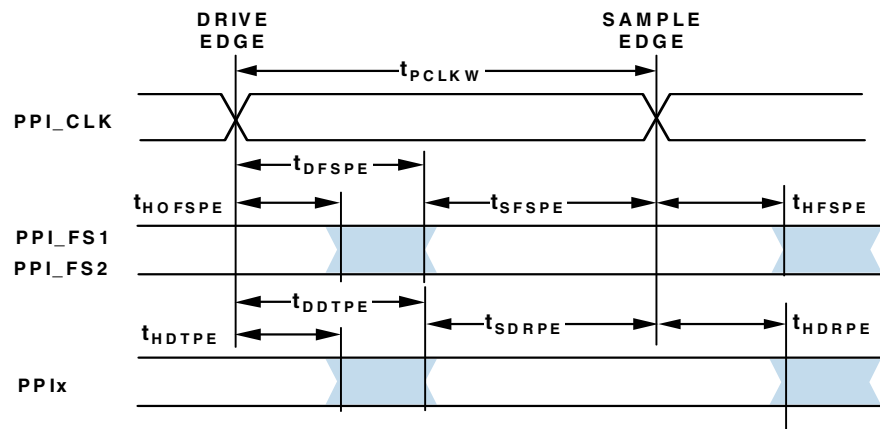 DRIVE
EDGE
SAMPLE
EDGE
tPCLKW
PPI_CLK
tDFSPE
tHOFSPE
tSFSPE
tHFSPE
PPI_FS1
PPI_FS2
tDDTPE
tHDTPE
tSDRPE
tHDRPE
PPIx